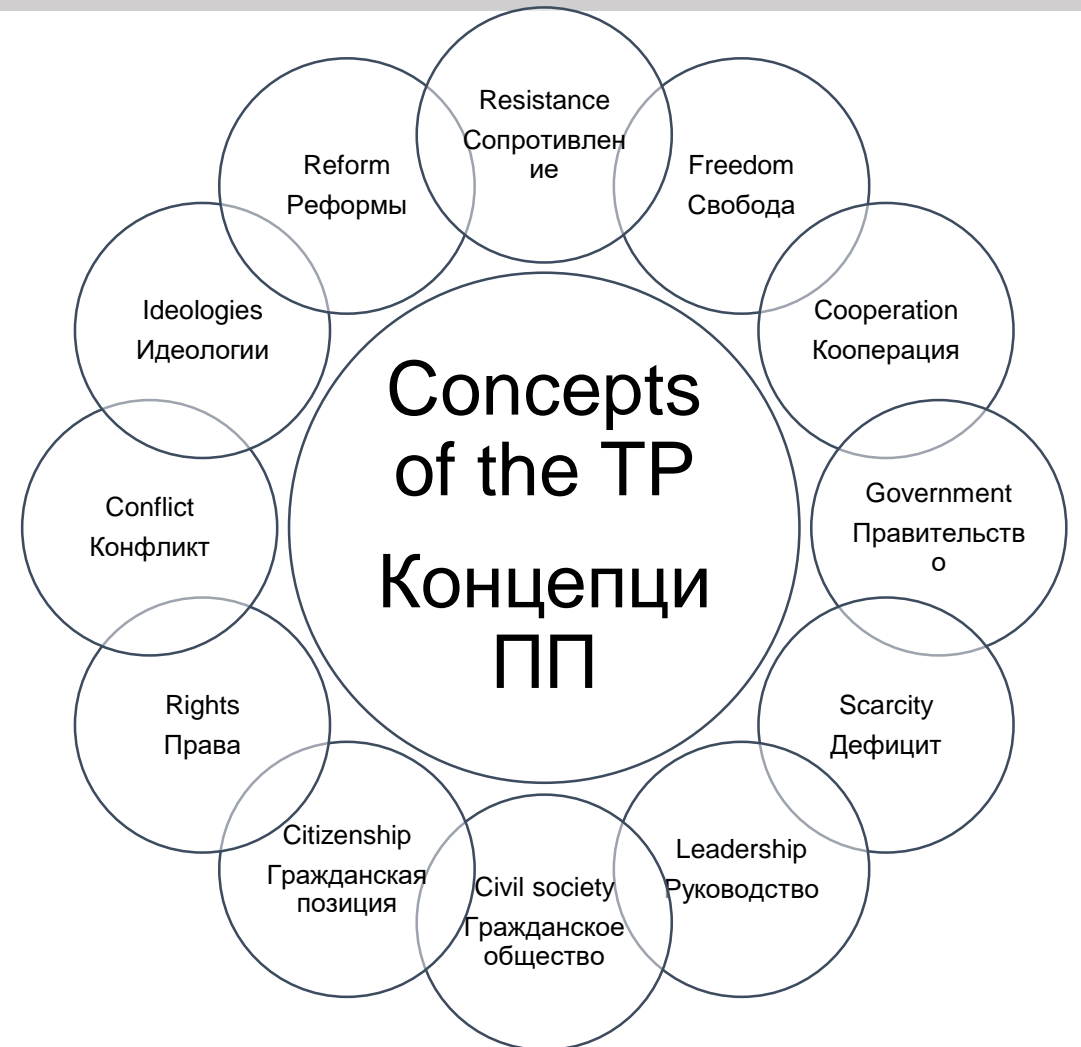 Resistance
Сопротивлен
ие
Freedom
Свобода
Cooperation
Кооперация
Government
Правительств
о
Scarcity
Дефицит
Leadership
Руководство
Civil society
Гражданское
общество
Citizenship
Гражданская
позиция
Rights
Права
Conflict
Конфликт
Ideologies
Идеологии
Reform
Реформы
Concepts
of the TP
Концепци
ПП